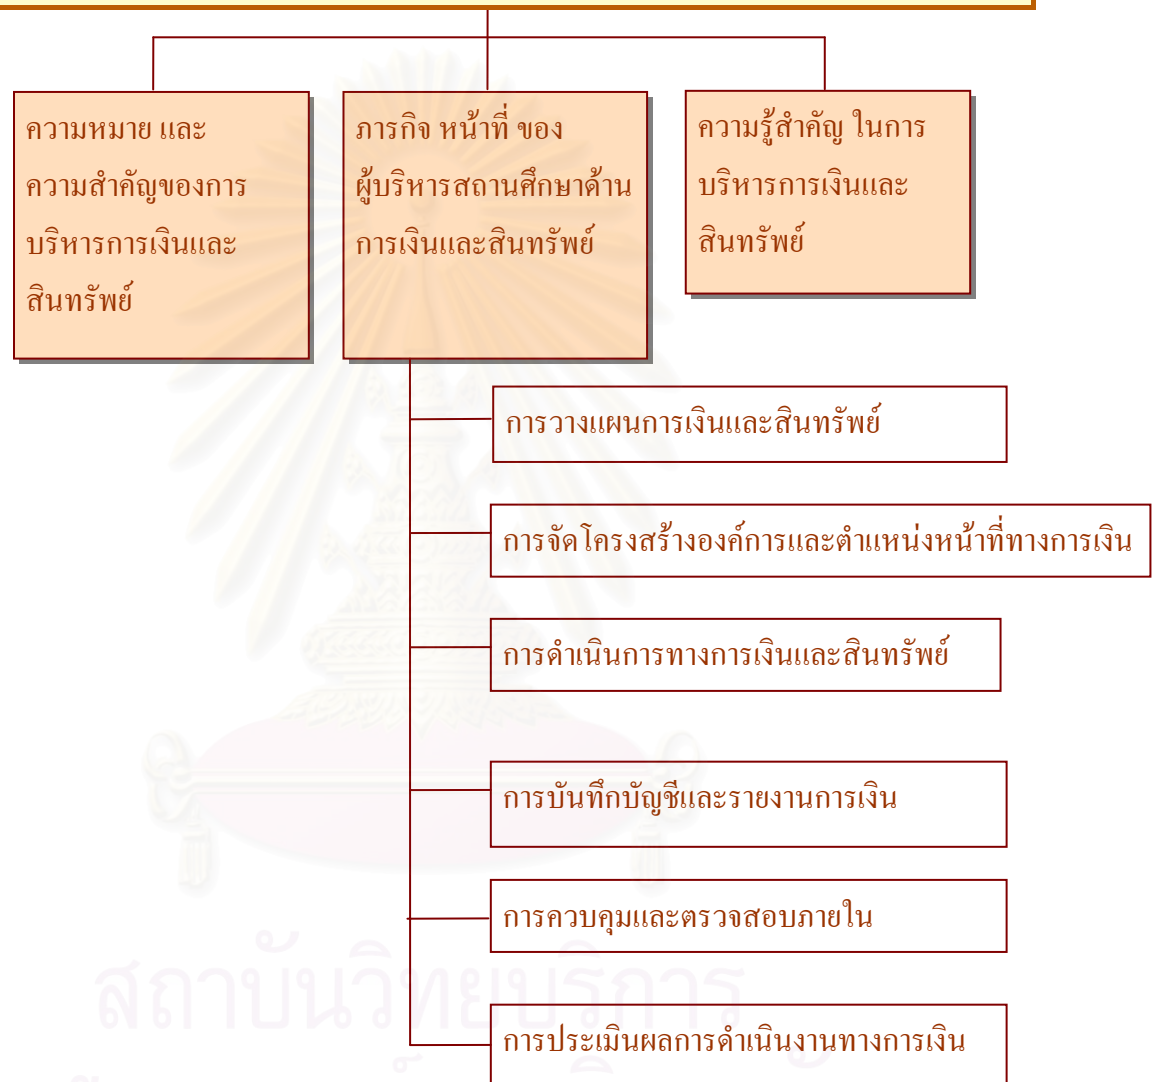 ความหมาย และ
ความสำคัญของการ
บริหารการเงินและ
สินทรัพย์
ภารกิจ หน้าที่ ของ
ผู้บริหารสถานศึกษาด้าน
การเงินและสินทรัพย์
ความรู้สำคัญ ในการ
บริหารการเงินและ
สินทรัพย์
การวางแผนการเงินและสินทรัพย์
การจัดโครงสร้างองค์การและตำแหน่งหน้าที่ทางการเงิน
การดำเนินการทางการเงินและสินทรัพย์
การบันทึกบัญชีและรายงานการเงิน
การควบคุมและตรวจสอบภายใน
สถาบันวิทยบริการ
การประเมินผลการดำเนินงานทางการเงิน